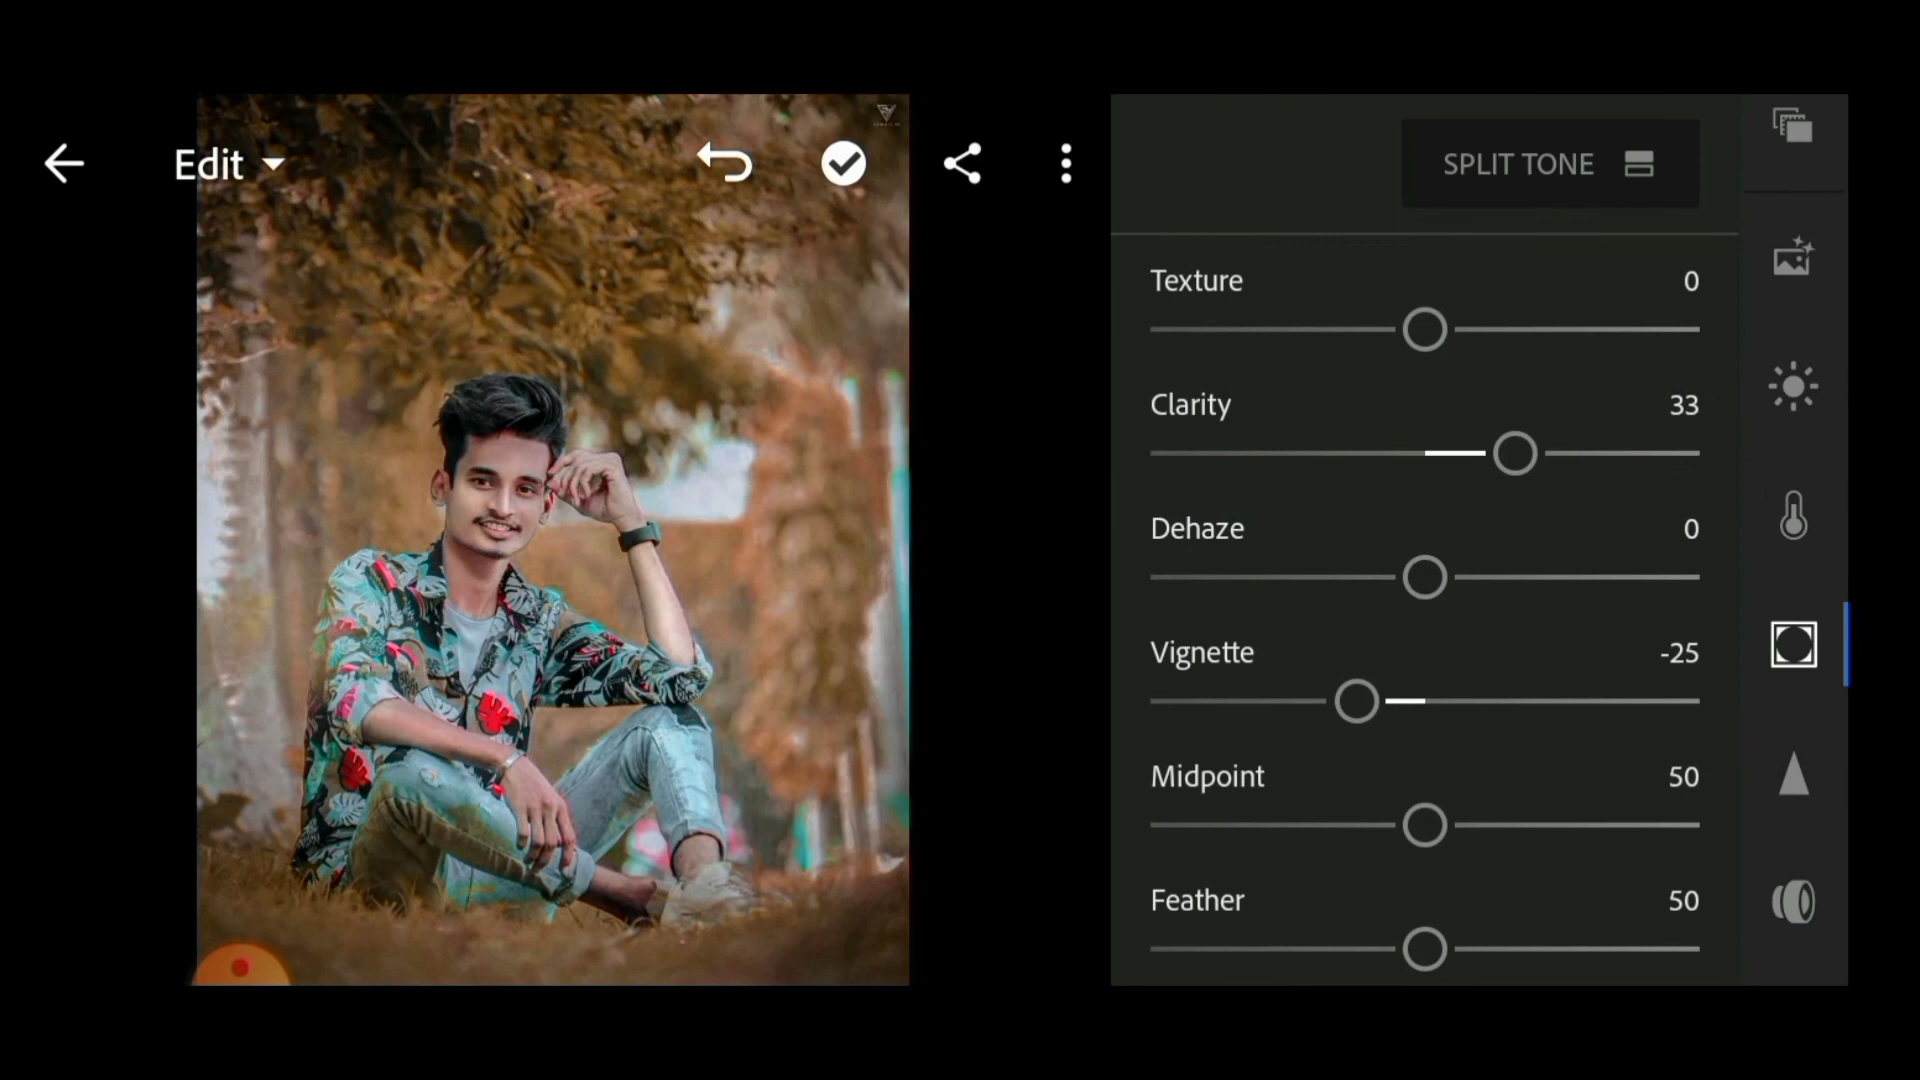 Edit
SPLIT TONE
Texture 0
Clarity 33
Dehaze 0
Vignette -25
Midpoint 50
Feather 50